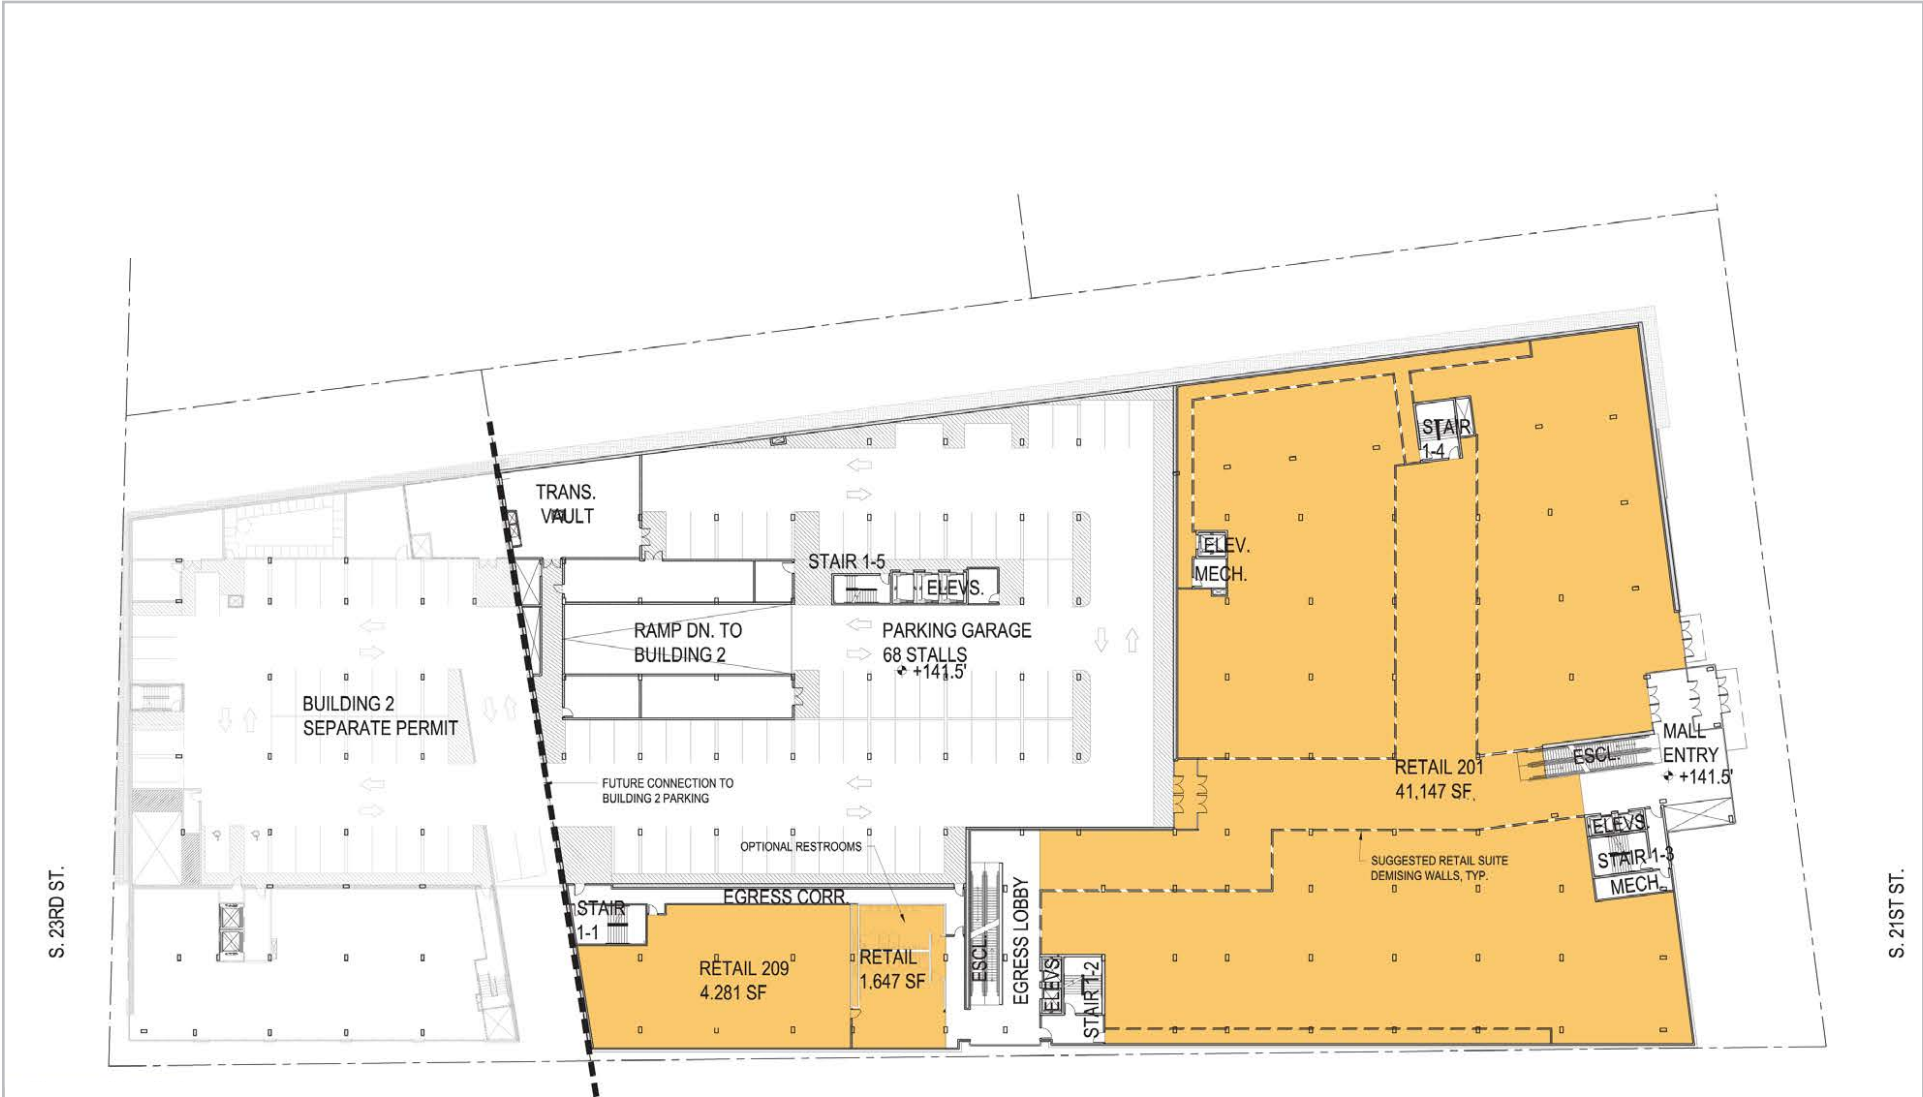 TRANS.
VAULT
STAIR 1-5
ELEVS.
RAMP DN. TO
BUILDING 2
PARKING GARAGE
68 STALLS
+141.5'
BUILDING 2
SEPARATE PERMIT
FUTURE CONNECTION TO
BUILDING 2 PARKING
OPTIONAL RESTROOMS
EGRESS CORR.
STAIR
1-1
RETAIL 209
4.281 SF
RETAIL
1,647 SF
ESCL.
EGRESS LOBBY
ELEVS.
STAIR 1-2
STAIR
1-4
ELEV.
MECH.
RETAIL 201
41,147 SF.
ESCL.
MALL
ENTRY
+141.5'
ELEVS.
STAIR 1-3
MECH.
SUGGESTED RETAIL SUITE
DEMISING WALLS, TYP.
S. 23RD ST.
S. 21ST ST.